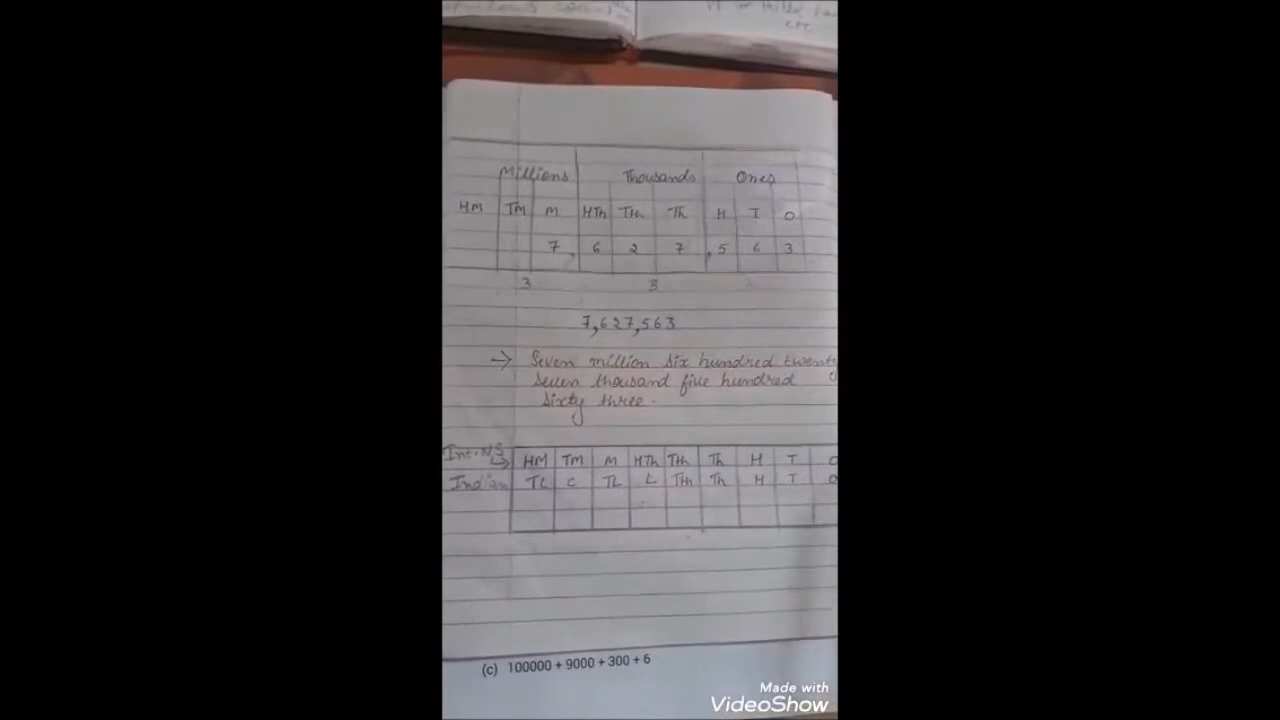 Millions Thousands Ones
HM TM M HTh TTh Th H T O
7, 6 2 7, 5 6 3
3 3
7,627,563
→ Seven million six hundred twenty
seven thousand five hundred
sixty three.
Int. NS HM TM M HTh TTh Th H T O
Indian TC C TL L TTh Th H T O
(c) 100000 + 9000 + 300 + 6
Made with
VideoShow